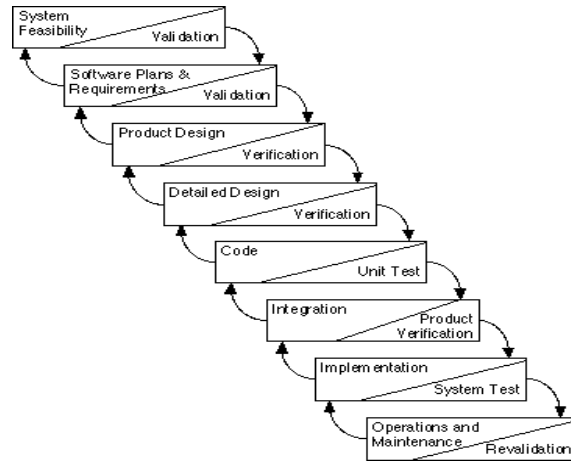 System
Feasibility
Validation
Software Plans &
Requirements
Validation
Product Design
Verification
Detailed Design
Verification
Code
Unit Test
Integration
Product
Verification
Implementation
System Test
Operations and
Maintenance
Revalidation